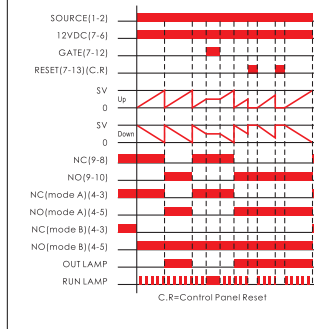 SOURCE(1-2)
12VDC(7-6)
GATE(7-12)
RESET(7-13)(C.R)
SV
Up
0
SV
Down
0
NC(9-8)
NO(9-10)
NC(mode A)(4-3)
NO(mode A)(4-5)
NC(mode B)(4-3)
NO(mode B)(4-5)
OUT LAMP
RUN LAMP
C.R=Control Panel Reset